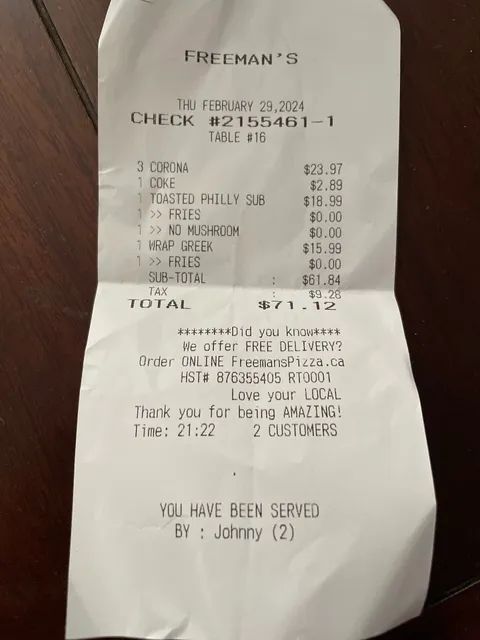 FREEMAN'S
THU FEBRUARY 29,2024
CHECK #2155461-1
TABLE #16
3 CORONA $23.97
1 COKE $2.89
1 TOASTED PHILLY SUB $18.99
1 >> FRIES $0.00
1 >> NO MUSHROOM $0.00
1 WRAP GREEK $15.99
1 >> FRIES $0.00
SUB-TOTAL : $61.84
TAX : $9.28
TOTAL $71.12
********Did you know****
We offer FREE DELIVERY?
Order ONLINE FreemansPizza.ca
HST# 876355405 RT0001
Love your LOCAL
Thank you for being AMAZING!
Time: 21:22 2 CUSTOMERS
YOU HAVE BEEN SERVED
BY : Johnny (2)